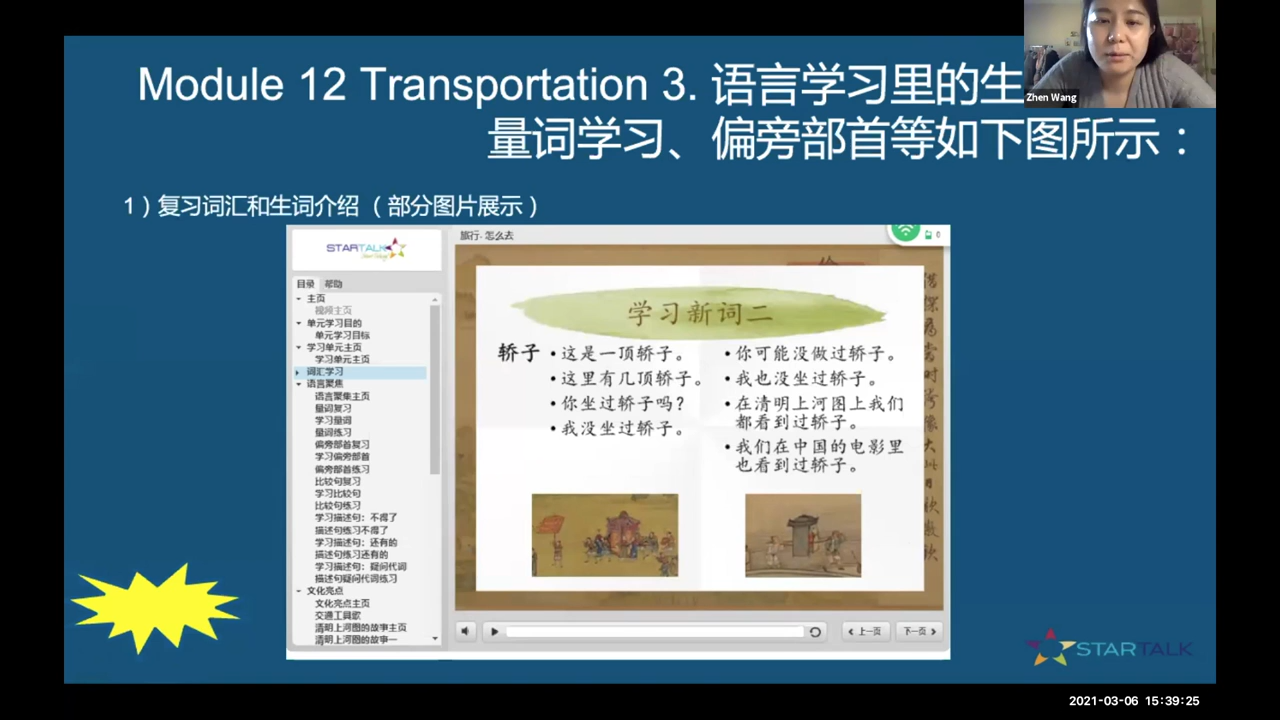 Module 12 Transportation 3. 语言学习里的生
量词学习、偏旁部首等如下图所示：
Zhen Wang
1）复习词汇和生词介绍（部分图片展示）
STARTALK
旅行- 怎么去
0
目录 帮助
主页
视频主页
单元学习目的
单元学习目标
学习单元主页
学习单元主页
词汇学习
语言聚焦
语言聚集主页
量词复习
学习量词
量词练习
偏旁部首复习
学习偏旁部首
偏旁部首练习
比较句复习
学习比较句
比较句练习
学习描述句：不得了
描述句练习不得了
学习描述句：还有的
描述句练习还有的
学习描述句：疑问代词
描述句疑问代词练习
文化亮点
文化亮点主页
交通工具歌
清明上河图的故事主页
清明上河图的故事一
学习新词二
轿子
•这是一顶轿子。
•这里有几顶轿子。
•你坐过轿子吗？
•我没坐过轿子。
•你可能没做过轿子。
•我也没坐过轿子。
•在清明上河图上我们
都看到过轿子。
•我们在中国的电影里
也看到过轿子。
上一页
下一页
STARTALK
2021-03-06 15:39:25